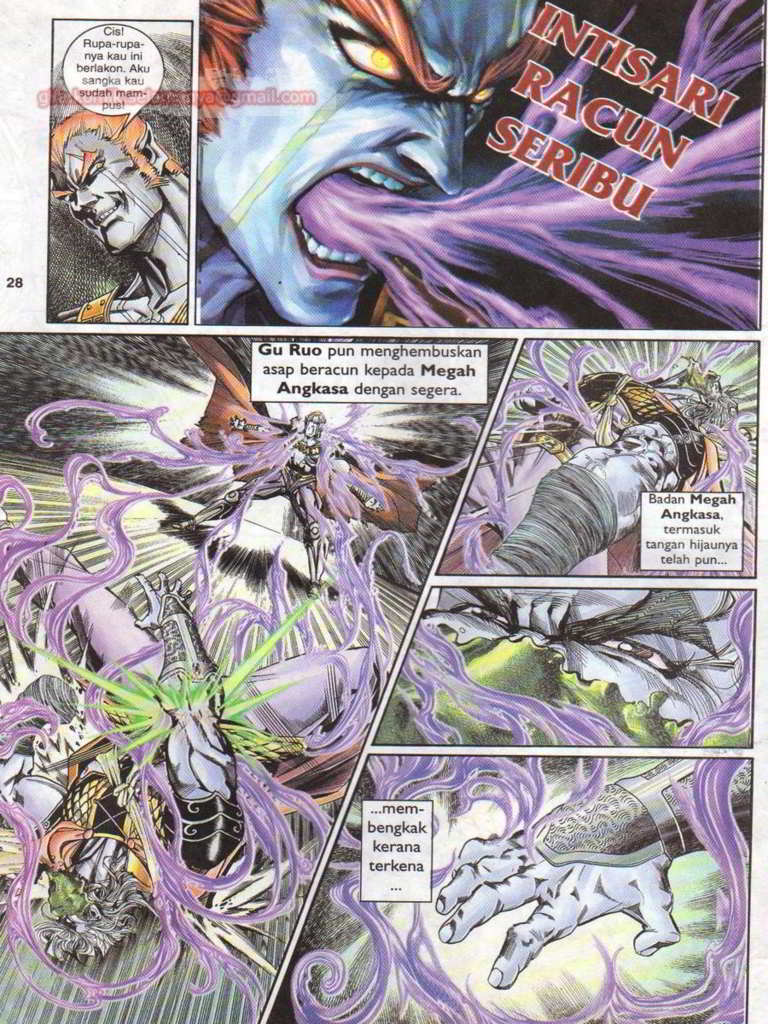 Cis!
Rupa-rupa-
nya kau ini
berlakon. Aku
sangka kau
sudah mam-
pus!
INTISARI
RACUN
SERIBU
28
Gu Ruo pun menghembuskan
asap beracun kepada Megah
Angkasa dengan segera.
Badan Megah
Angkasa,
termasuk
tangan hijaunya
telah pun...
...mem-
bengkak
kerana
terkena
...